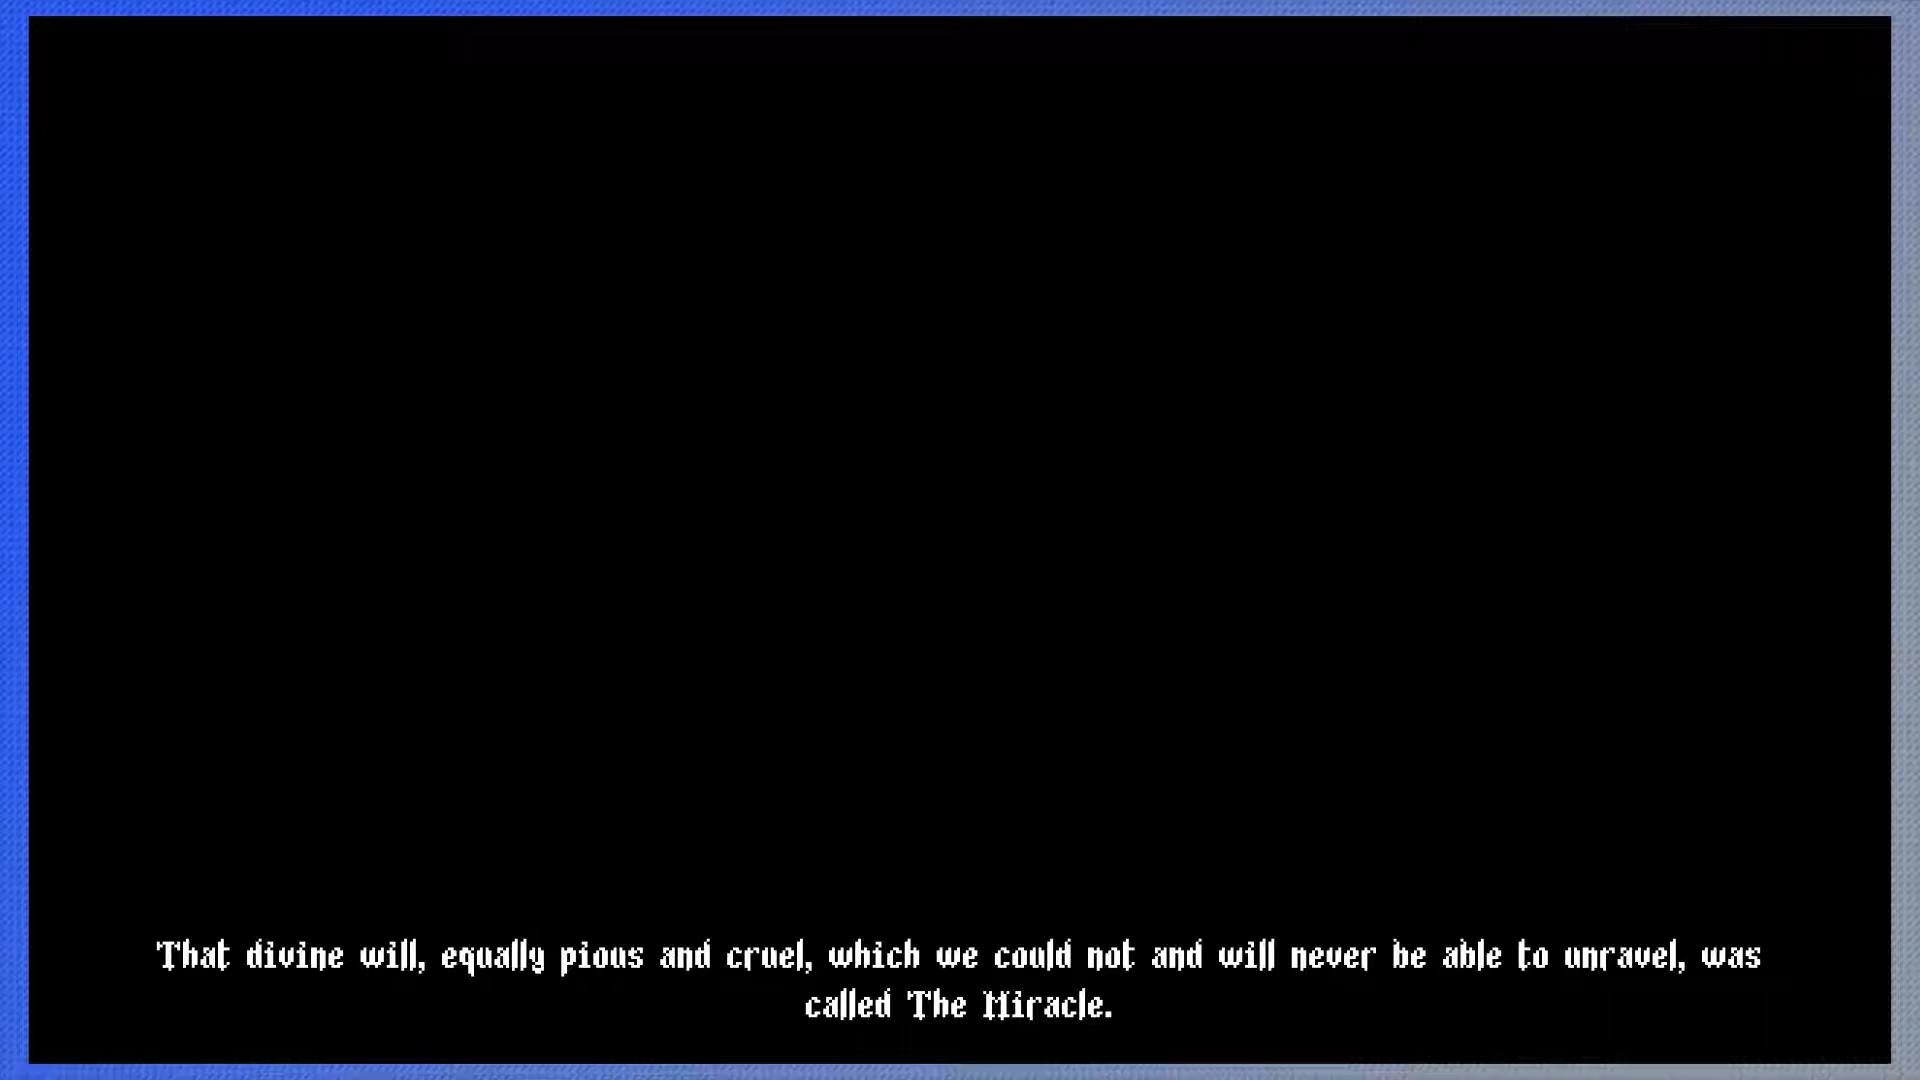 That divine will, equally pious and cruel, which we could not and will never be able to unravel, was
called The Miracle.